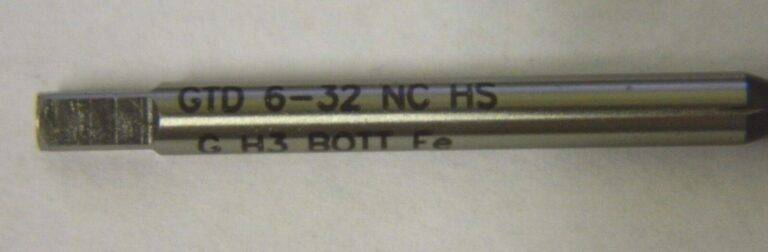 GTD 6-32 NC HS
G H3 BOTT Fe